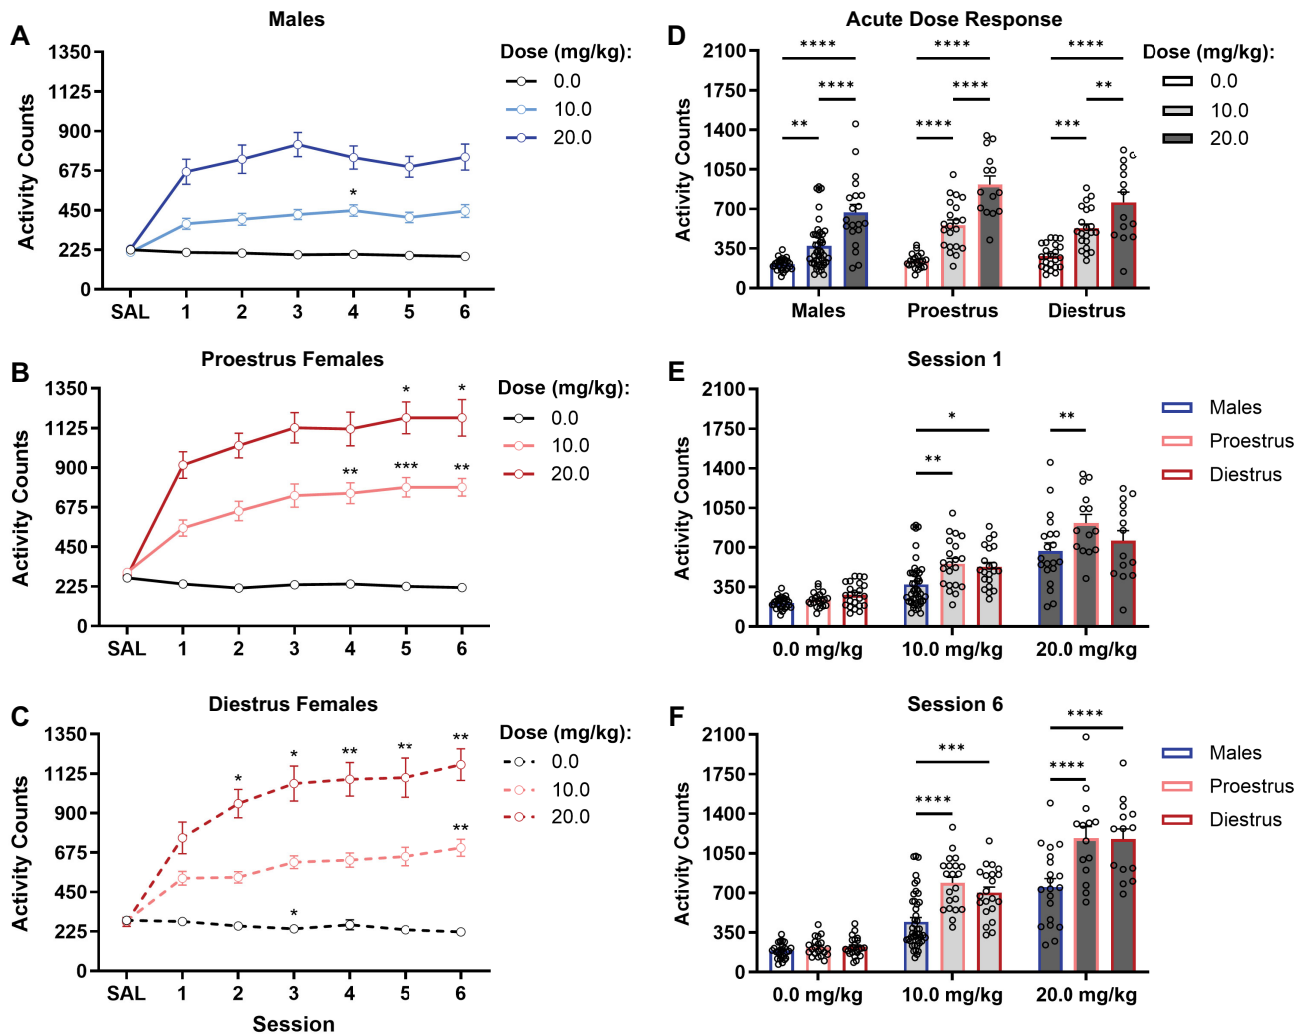 A
Males
Activity Counts
1350
1125
900
675
450
225
0
*
SAL 1 2 3 4 5 6
Dose (mg/kg):
0.0
10.0
20.0
B
Proestrus Females
Activity Counts
1350
1125
900
675
450
225
0
* *
** *** **
SAL 1 2 3 4 5 6
Dose (mg/kg):
0.0
10.0
20.0
C
Diestrus Females
Activity Counts
1350
1125
900
675
450
225
0
* * ** ** **
**
*
SAL 1 2 3 4 5 6
Session
Dose (mg/kg):
0.0
10.0
20.0
D
Acute Dose Response
Activity Counts
2100
1750
1400
1050
700
350
0
**** **** ****
**** **** **
** **** ***
Males Proestrus Diestrus
Dose (mg/kg):
0.0
10.0
20.0
E
Session 1
Activity Counts
2100
1750
1400
1050
700
350
0
* **
**
0.0 mg/kg 10.0 mg/kg 20.0 mg/kg
Males
Proestrus
Diestrus
F
Session 6
Activity Counts
2100
1750
1400
1050
700
350
0
****
*** ****
****
0.0 mg/kg 10.0 mg/kg 20.0 mg/kg
Males
Proestrus
Diestrus